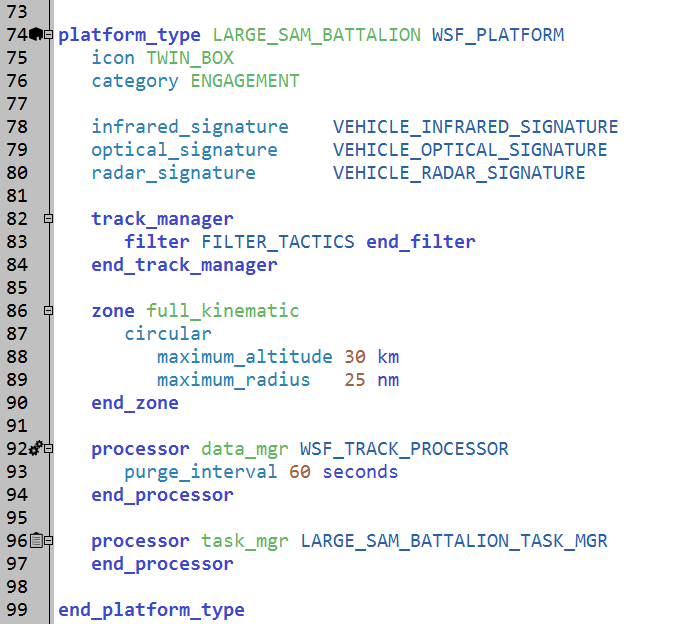 73
74 platform_type LARGE_SAM_BATTALION WSF_PLATFORM
75    icon TWIN_BOX
76    category ENGAGEMENT
77
78    infrared_signature    VEHICLE_INFRARED_SIGNATURE
79    optical_signature     VEHICLE_OPTICAL_SIGNATURE
80    radar_signature       VEHICLE_RADAR_SIGNATURE
81
82    track_manager
83       filter FILTER_TACTICS end_filter
84    end_track_manager
85
86    zone full_kinematic
87       circular
88          maximum_altitude 30 km
89          maximum_radius   25 nm
90    end_zone
91
92    processor data_mgr WSF_TRACK_PROCESSOR
93       purge_interval 60 seconds
94    end_processor
95
96    processor task_mgr LARGE_SAM_BATTALION_TASK_MGR
97    end_processor
98
99 end_platform_type